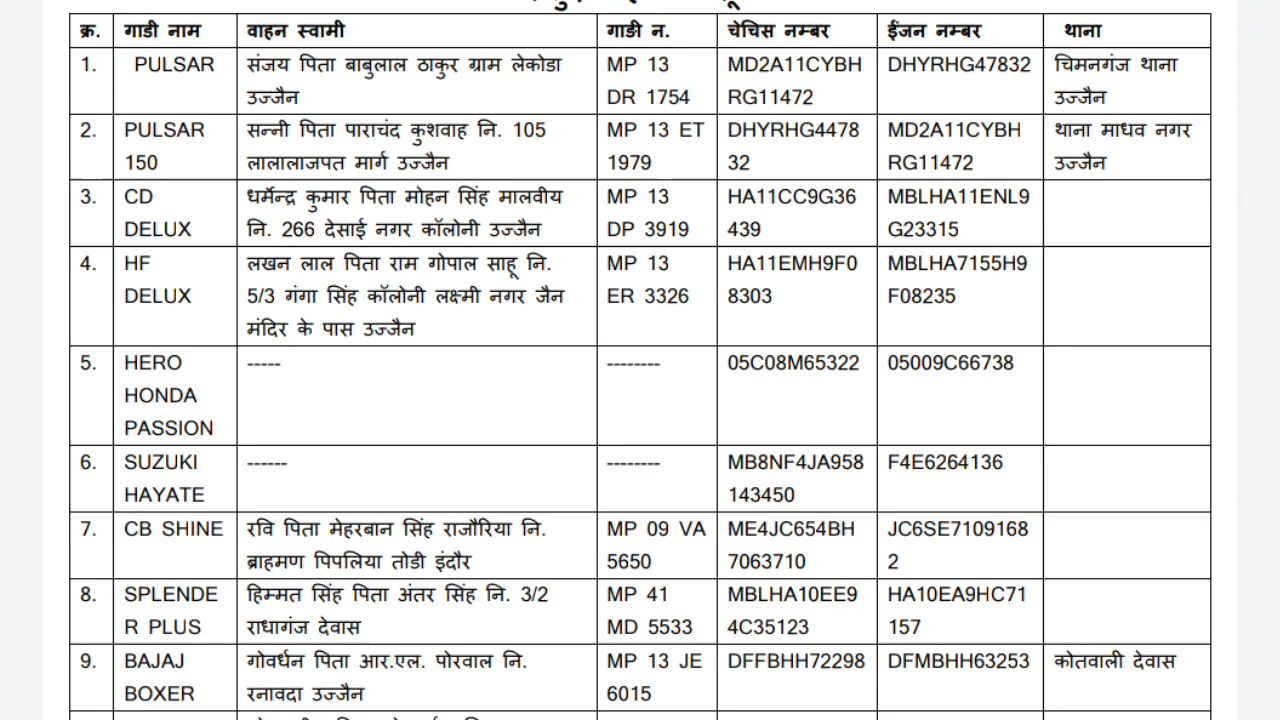 क्र. गाडी नाम वाहन स्वामी गाडी न. चेचिस नम्बर ईंजन नम्बर थाना
1. PULSAR संजय पिता बाबुलाल ठाकुर ग्राम लेकोडा MP 13 MD2A11CYBH DHYRHG47832 चिमनगंज थाना
उज्जैन DR 1754 RG11472 उज्जैन
2. PULSAR सन्नी पिता पाराचंद कुशवाह नि. 105 MP 13 ET DHYRHG4478 MD2A11CYBH थाना माधव नगर
150 लालालाजपत मार्ग उज्जैन 1979 32 RG11472 उज्जैन
3. CD धर्मेन्द्र कुमार पिता मोहन सिंह मालवीय MP 13 HA11CC9G36 MBLHA11ENL9
DELUX नि. 266 देसाई नगर कॉलोनी उज्जैन DP 3919 439 G23315
4. HF लखन लाल पिता राम गोपाल साहू नि. MP 13 HA11EMH9F0 MBLHA7155H9
DELUX 5/3 गंगा सिंह कॉलोनी लक्ष्मी नगर जैन ER 3326 8303 F08235
मंदिर के पास उज्जैन
5. HERO ----- -------- 05C08M65322 05009C66738
HONDA
PASSION
6. SUZUKI ------ -------- MB8NF4JA958 F4E6264136
HAYATE 143450
7. CB SHINE रवि पिता मेहरबान सिंह राजौरिया नि. MP 09 VA ME4JC654BH JC6SE7109168
ब्राहमण पिपलिया तोडी इंदौर 5650 7063710 2
8. SPLENDE हिम्मत सिंह पिता अंतर सिंह नि. 3/2 MP 41 MBLHA10EE9 HA10EA9HC71
R PLUS राधागंज देवास MD 5533 4C35123 157
9. BAJAJ गोवर्धन पिता आर.एल. पोरवाल नि. MP 13 JE DFFBHH72298 DFMBHH63253 कोतवाली देवास
BOXER रनावदा उज्जैन 6015